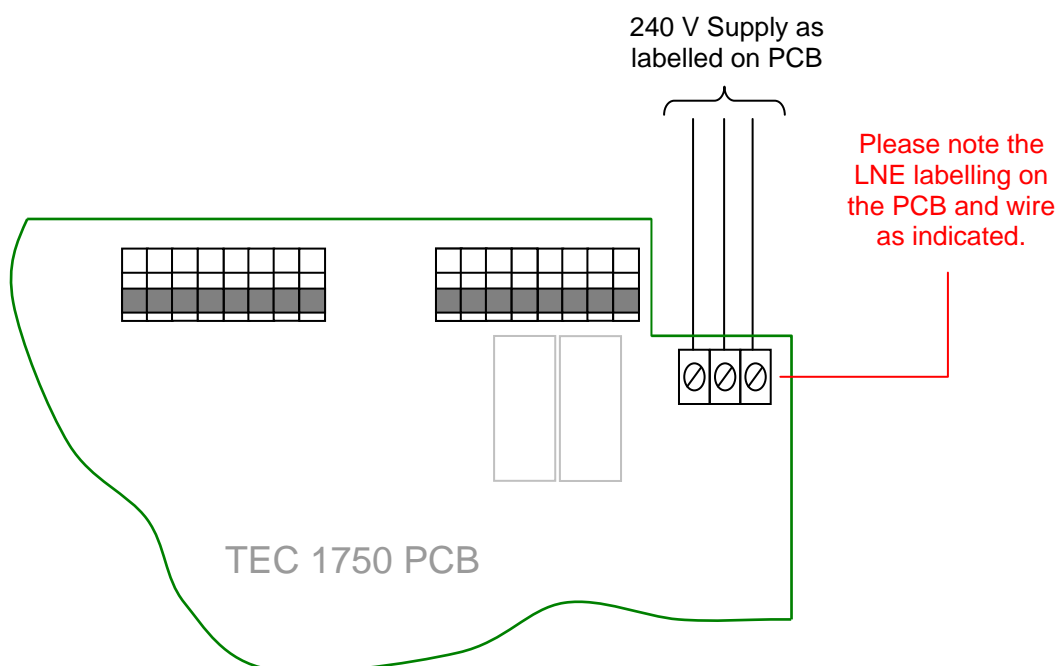 240 V Supply as
labelled on PCB
Please note the
LNE labelling on
the PCB and wire
as indicated.
TEC 1750 PCB